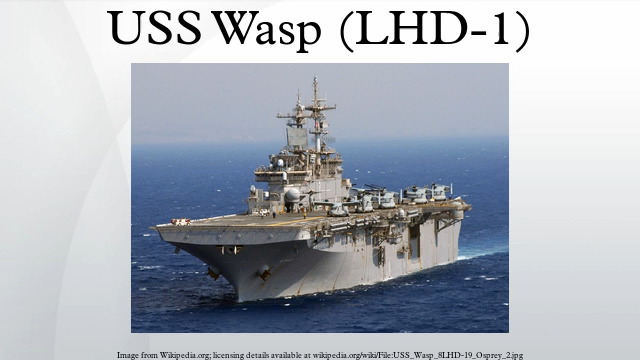 USS Wasp (LHD-1)
Image from Wikipedia.org; licensing details available at wikipedia.org/wiki/File:USS_Wasp_8LHD-19_Osprey_2.jpg